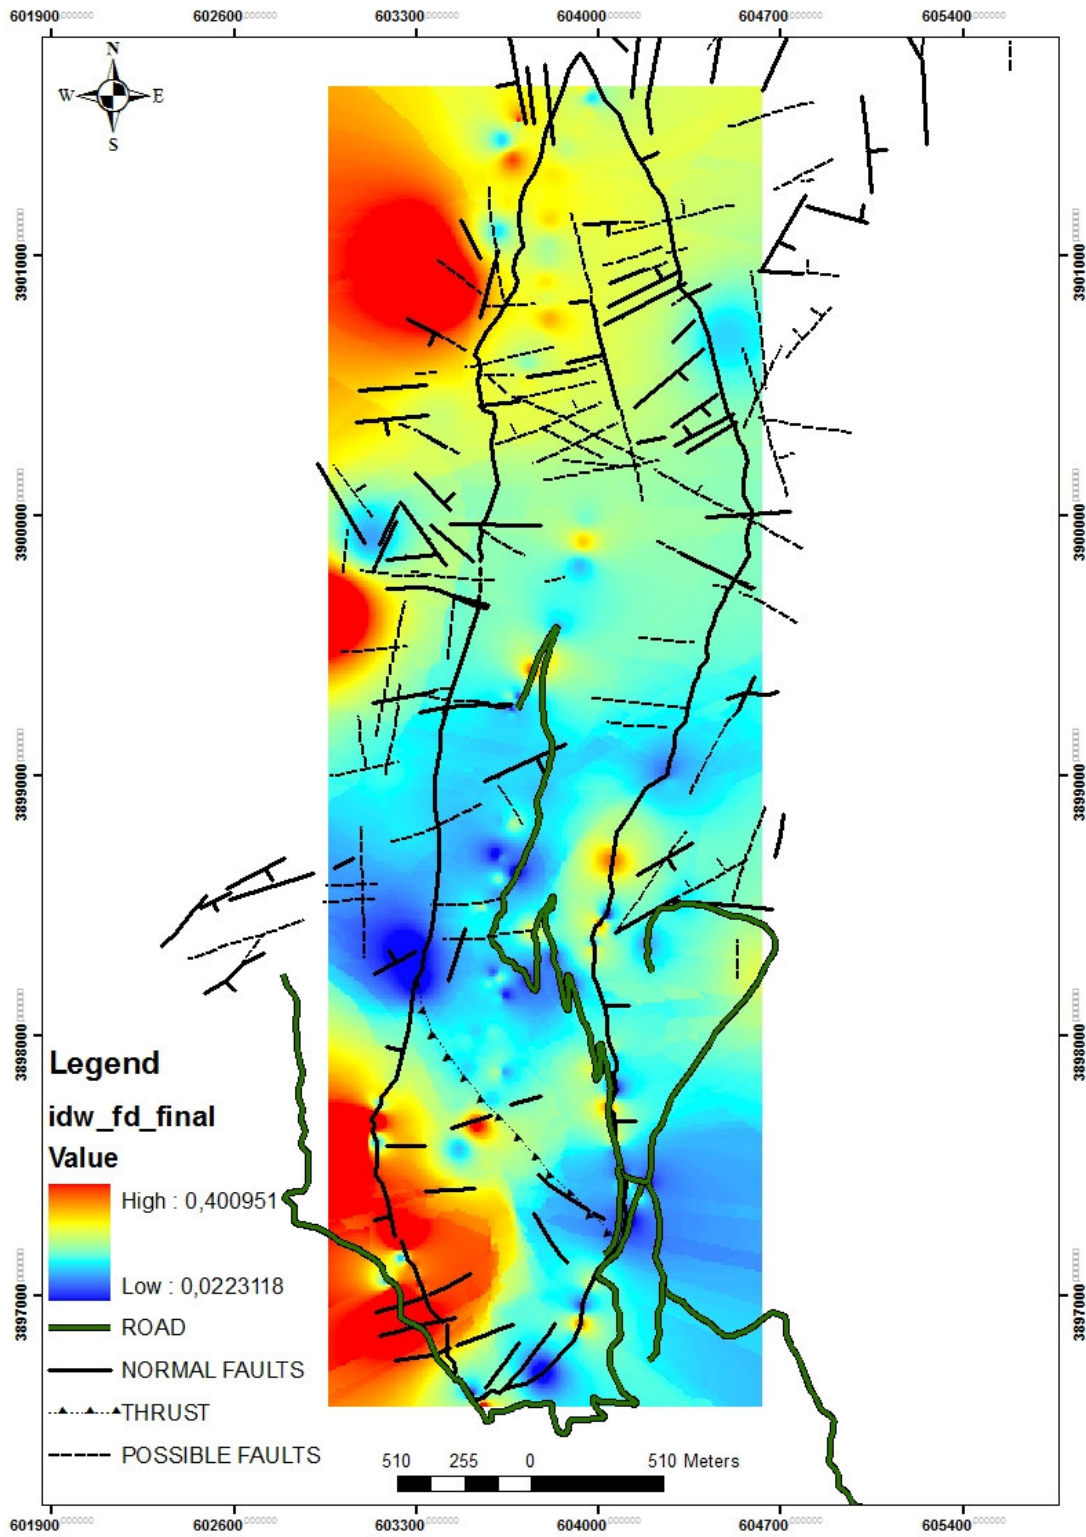 601900 602600 603300 604000 604700 605400
N
W E
S
3901000 3901000
3900000 3900000
3899000 3899000
3898000 3898000
Legend
idw_fd_final
Value
High : 0,400951
Low : 0,0223118
3897000 3897000
ROAD
NORMAL FAULTS
THRUST
POSSIBLE FAULTS
510 255 0 510 Meters
601900 602600 603300 604000 604700 605400